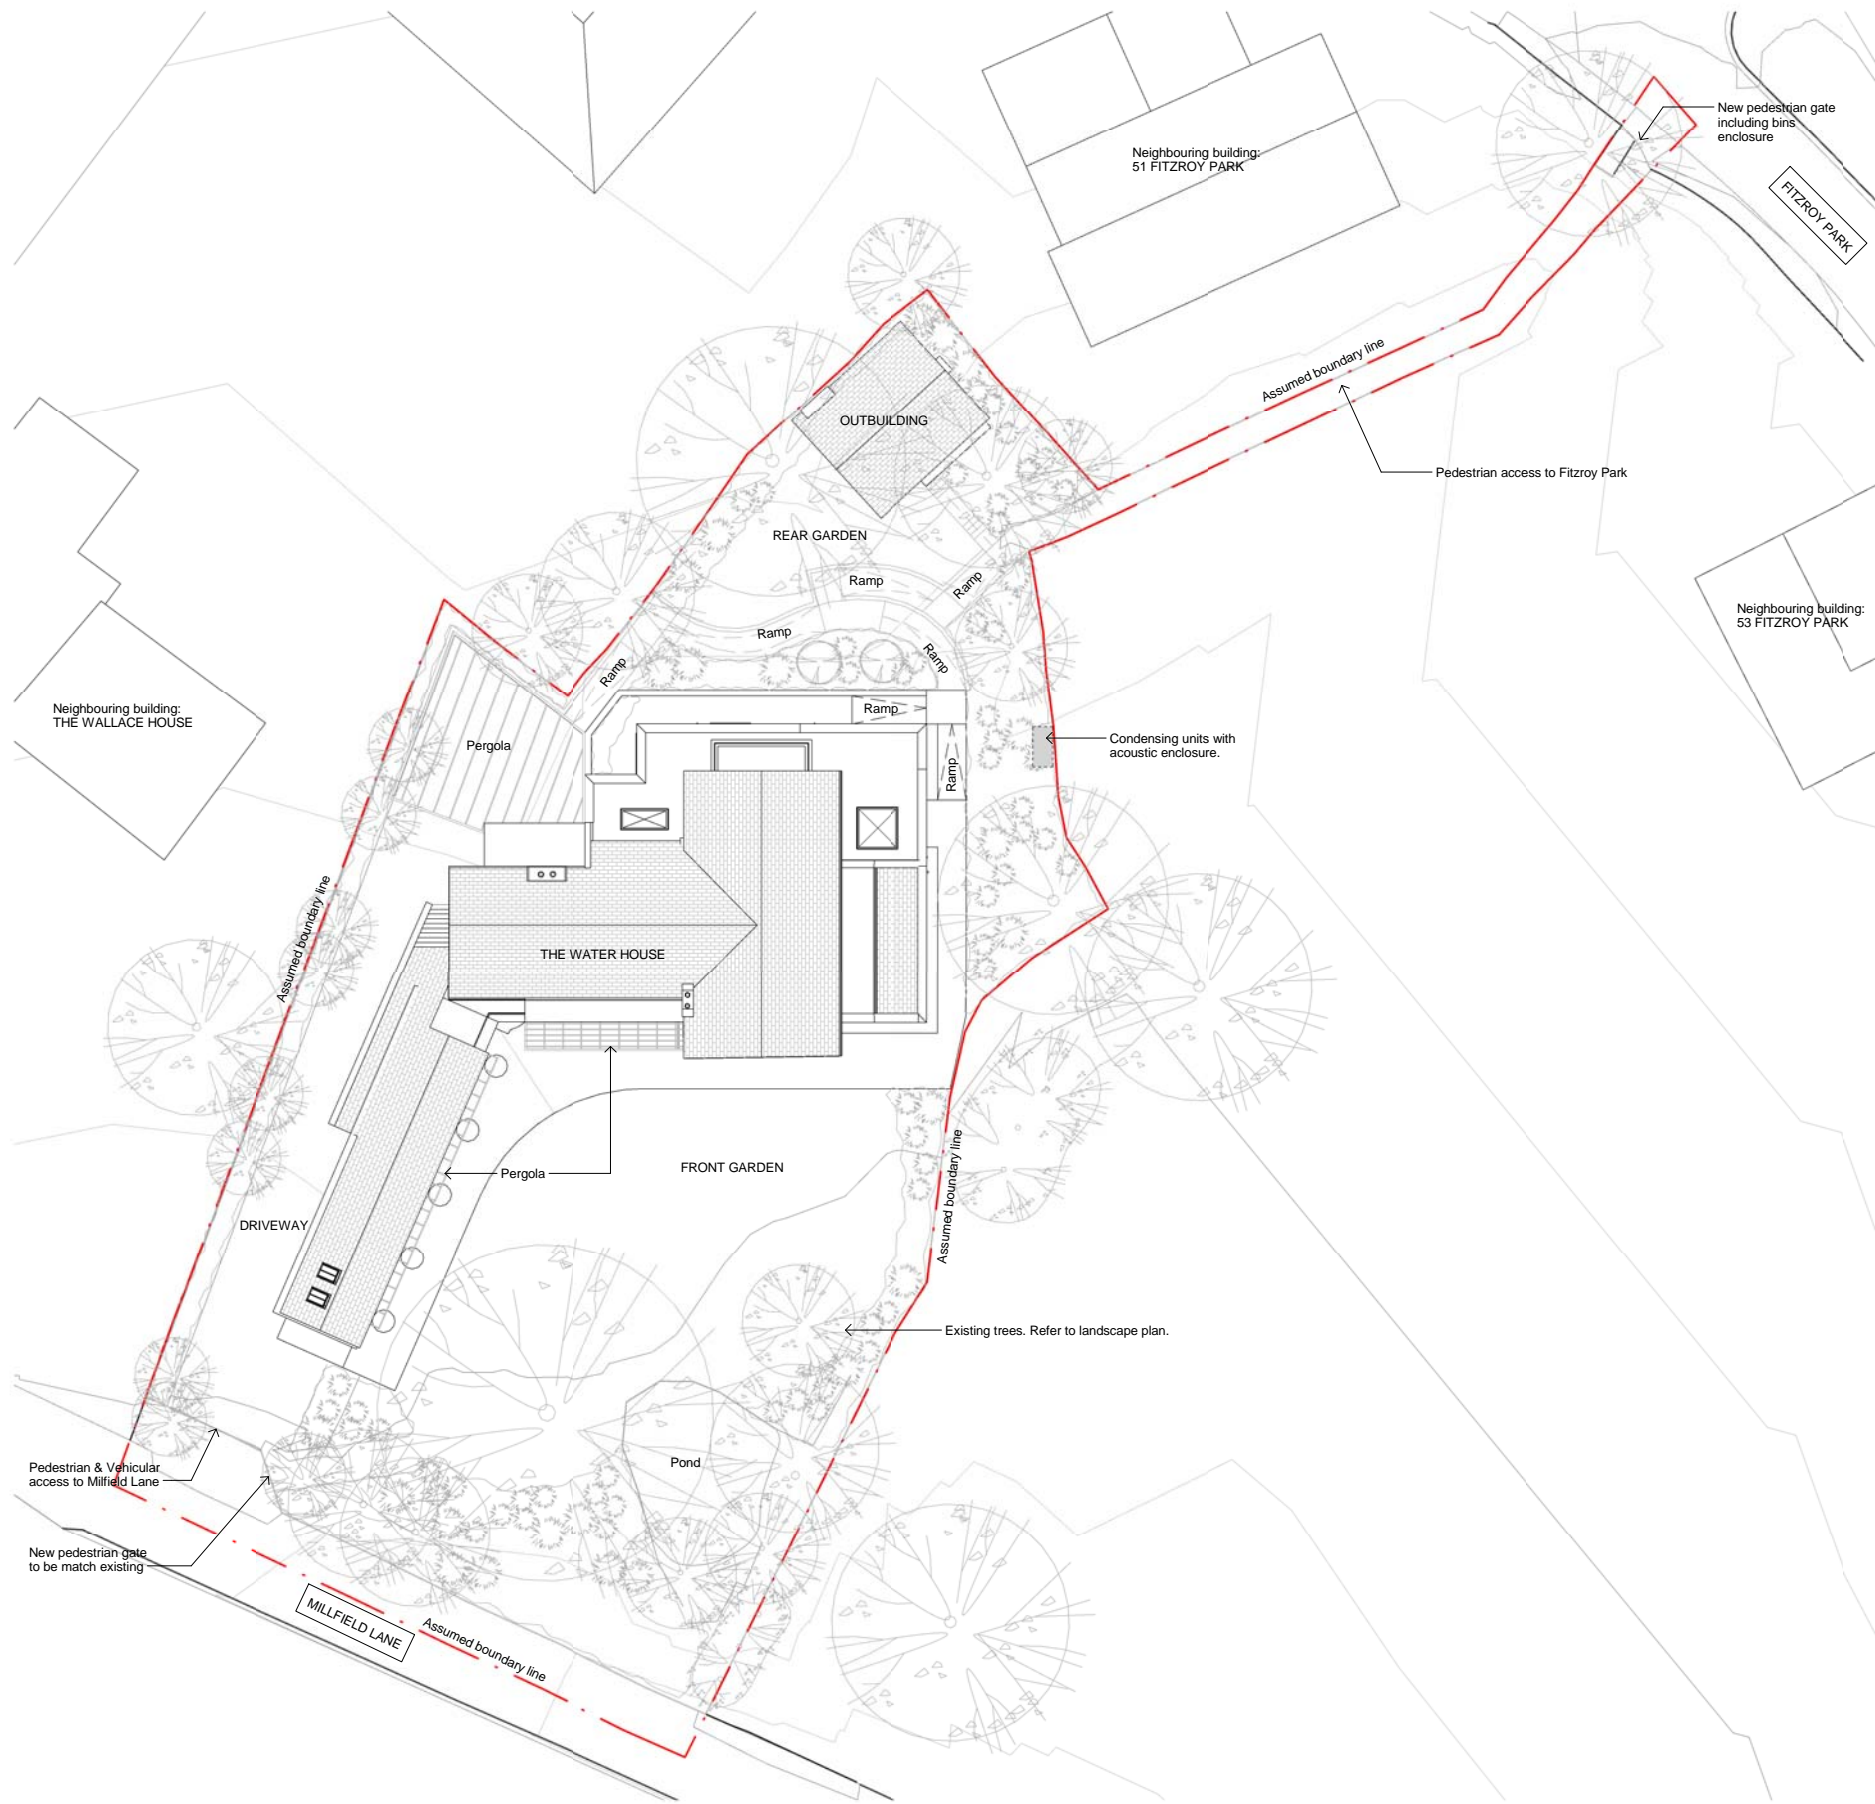 New pedestrian gate
including bins
enclosure
Neighbouring building:
51 FITZROY PARK
FITZROY PARK
Assumed boundary line
OUTBUILDING
Pedestrian access to Fitzroy Park
REAR GARDEN
Ramp
Ramp
Neighbouring building:
53 FITZROY PARK
Ramp
Ramp
Ramp
Neighbouring building:
THE WALLACE HOUSE
Ramp
Pergola
Condensing units with
acoustic enclosure.
Ramp
Assumed boundary line
THE WATER HOUSE
Pergola
FRONT GARDEN
Assumed boundary line
DRIVEWAY
Existing trees. Refer to landscape plan.
Pond
Pedestrian & Vehicular
access to Milfield Lane
New pedestrian gate
to be match existing
MILLFIELD LANE
Assumed boundary line